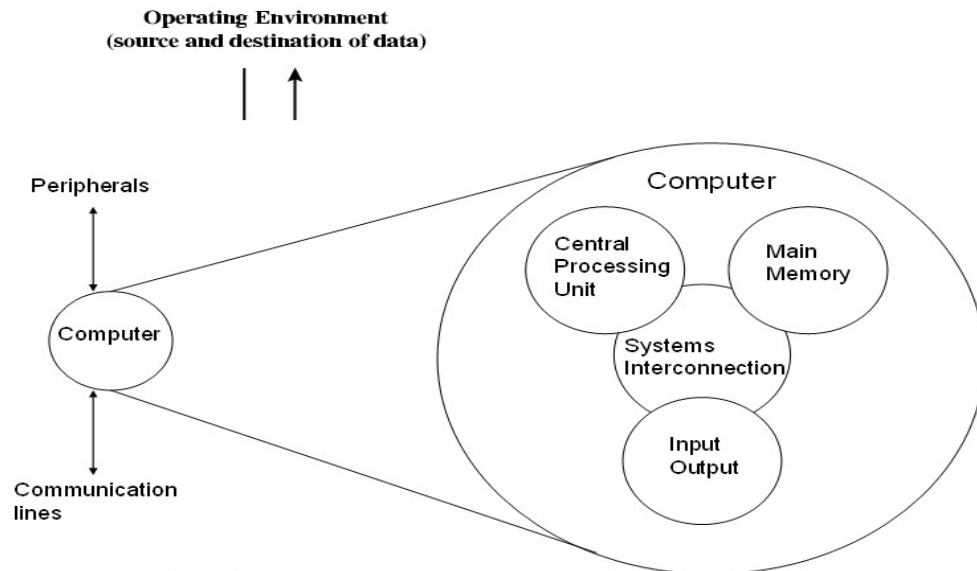 Operating Environment
(source and destination of data)
Peripherals
Computer
Communication
lines
Computer
Central
Processing
Unit
Main
Memory
Systems
Interconnection
Input
Output